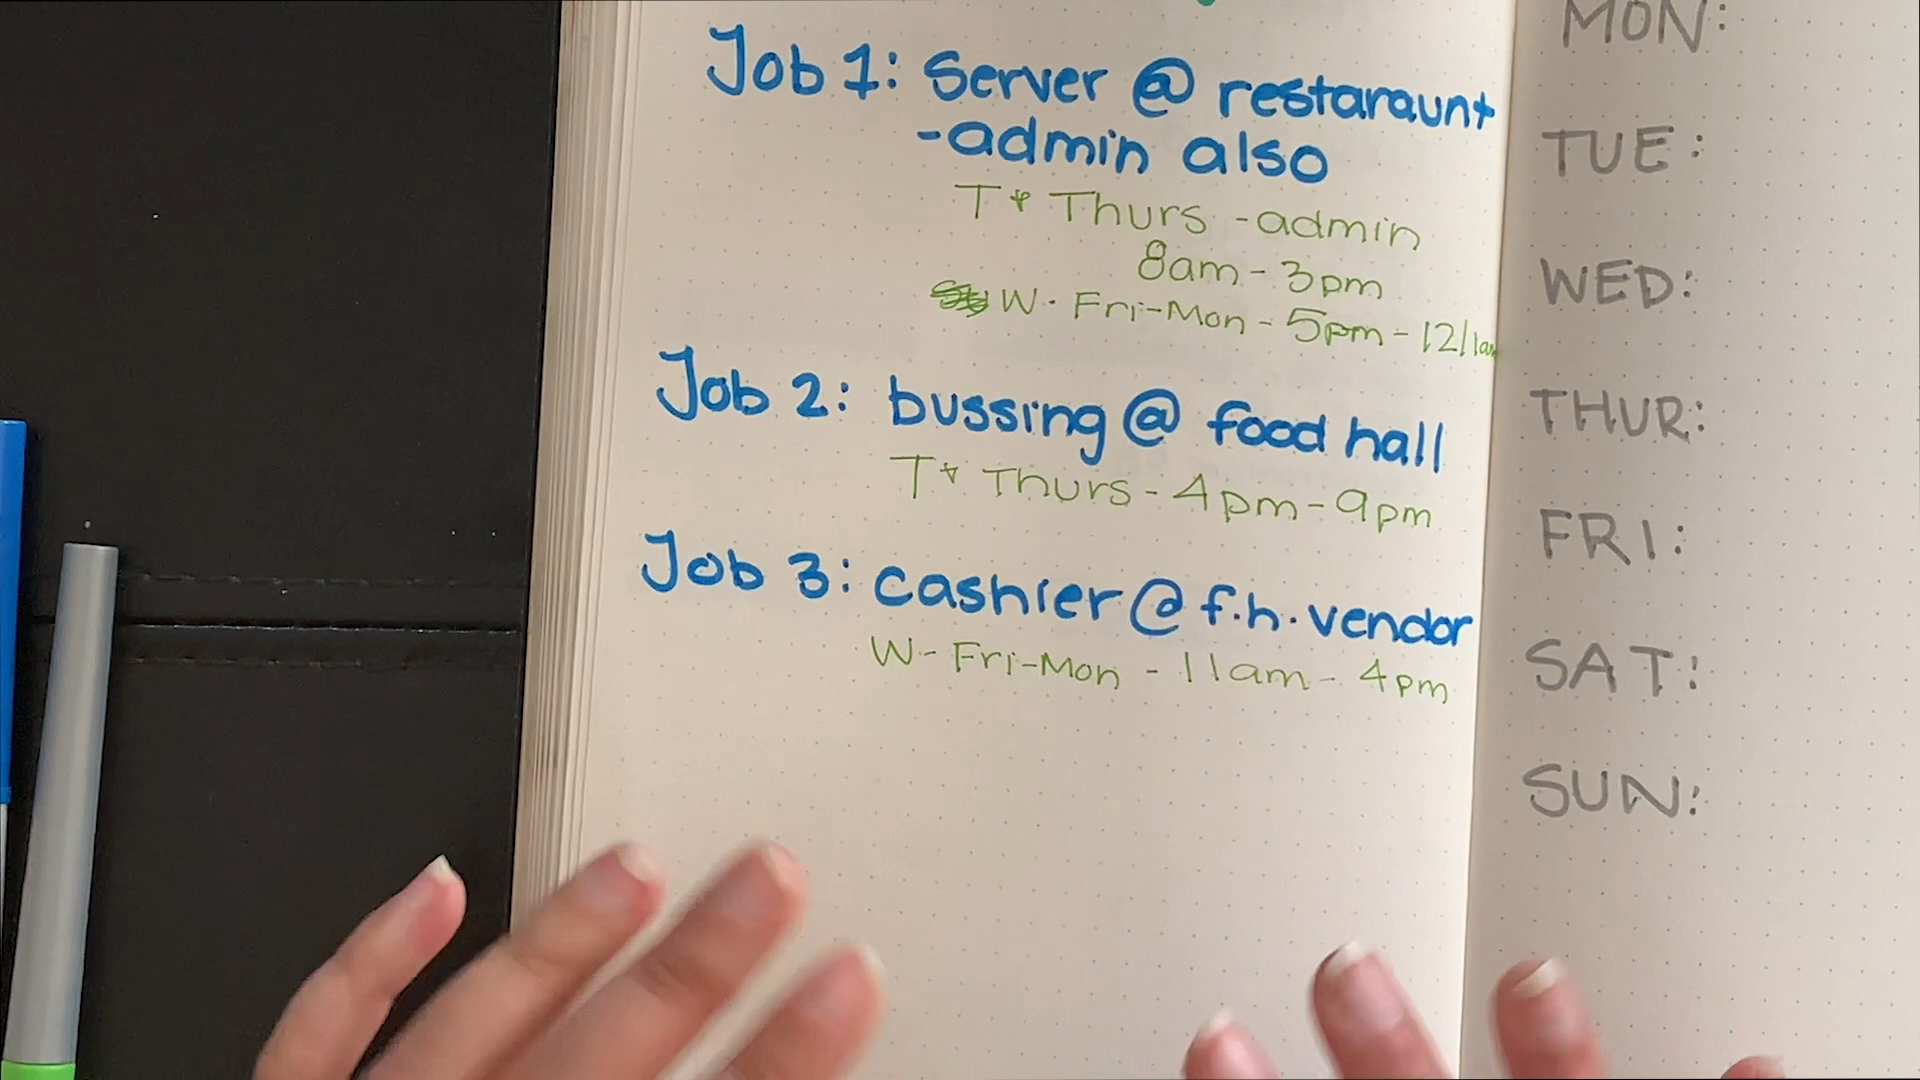 Job 1: Server @ restaraunt
-admin also
T & Thurs - admin
8am - 3pm
W. Fri-Mon - 5pm - 12/1am
Job 2: bussing @ food hall
T & Thurs - 4pm - 9pm
Job 3: cashier @ f.h. vendor
W - Fri-Mon - 11am - 4pm
MON:
TUE:
WED:
THUR:
FRI:
SAT:
SUN: